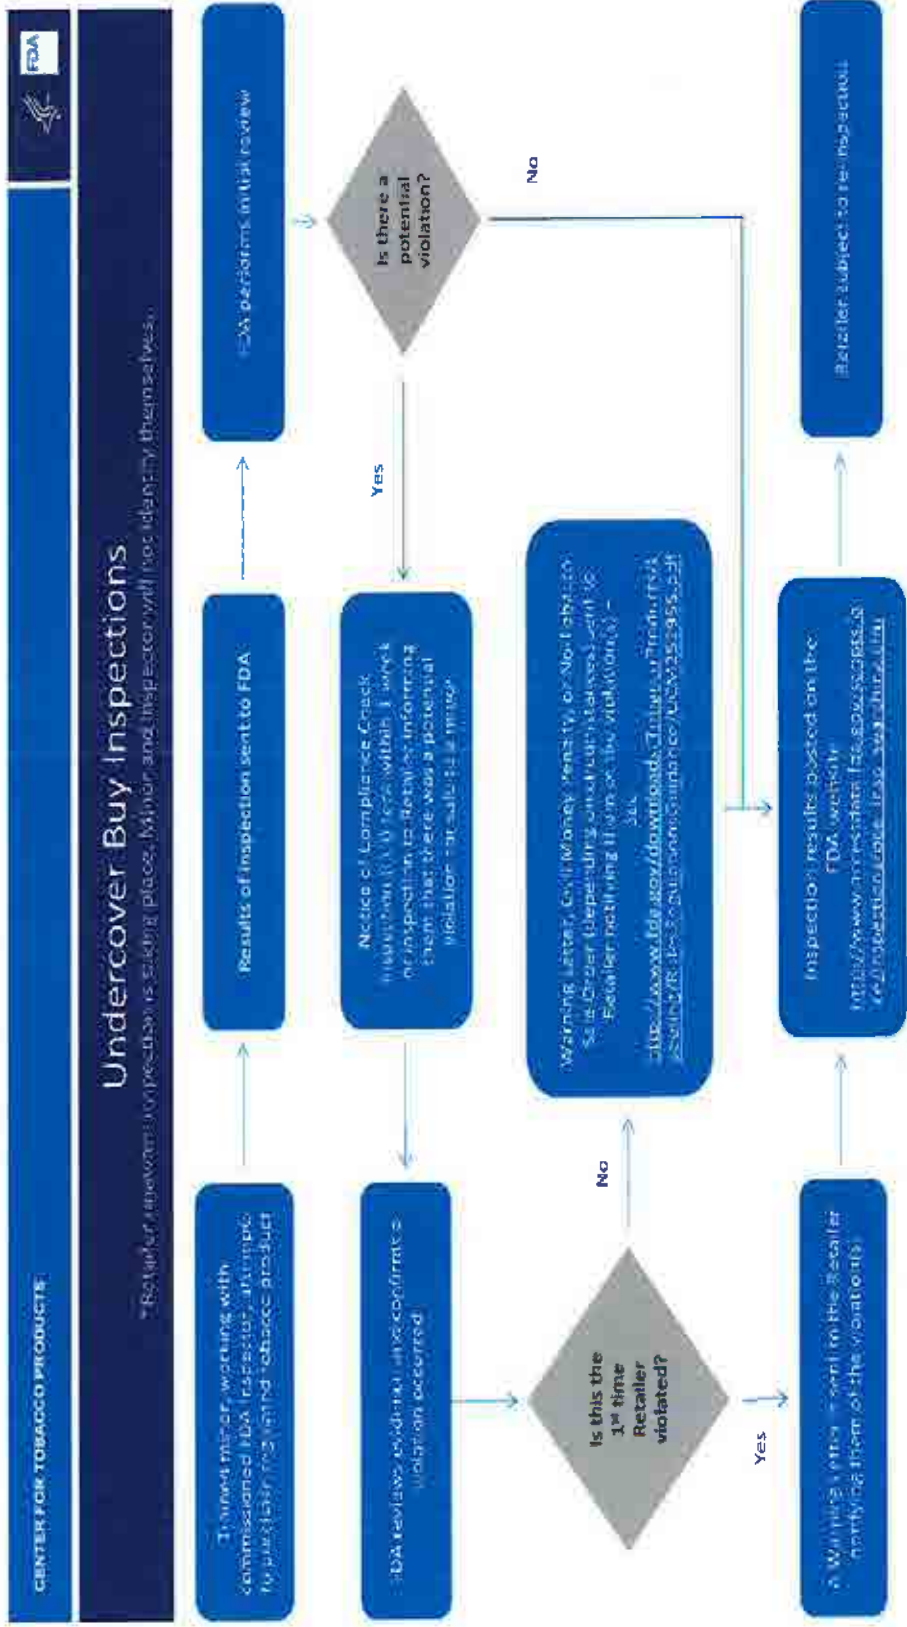 CENTER FOR TOBACCO PRODUCTS
FDA
Undercover Buy Inspections
*Retailer unaware inspection is taking place. Minor and Inspector will not identify themselves.
Trained minor, working with
commissioned FDA inspector, attempts
to purchase regulated tobacco product
Results of inspection sent to FDA
FDA performs initial review
Is there a
potential
violation?
Yes
No
Notice of Compliance Check
Inspection sent within 1 week
of inspection to Retailer informing
them that there was a potential
violation for sale to a minor
FDA reviews evidence and confirms a
violation occurred
Is this the
1st time
Retailer
violated?
No
Yes
Warning Letter, Civil Money Penalty, or No-Tobacco-
Sale Order (depending on
Retailer notifying them of the violation(s) –
A Warning Letter is sent to the Retailer
notifying them of the violation(s)
Inspection results posted on the
FDA website
Retailer subject to re-inspection